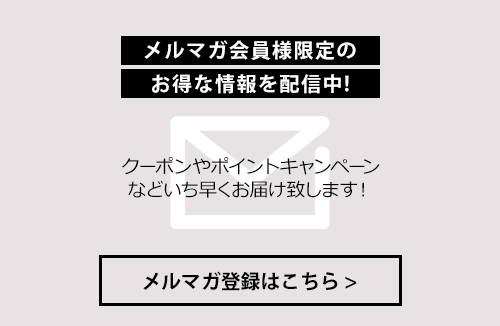 メルマガ会員様限定の
お得な情報を配信中!
クーポンやポイントキャンペーン
などいち早くお届け致します!
メルマガ登録はこちら >